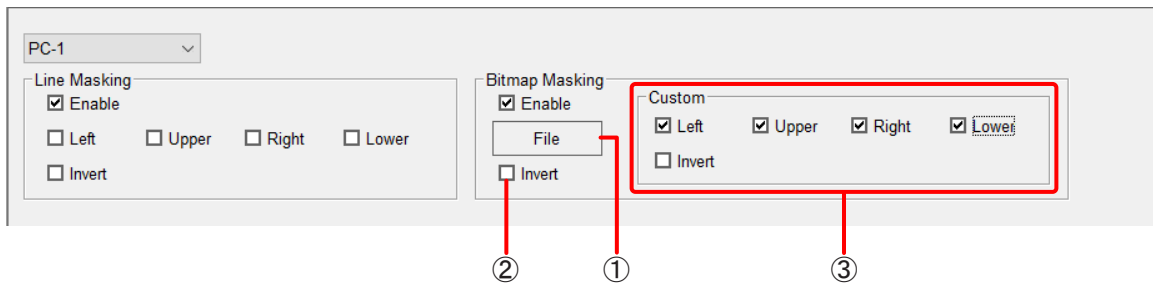 PC-1
Line Masking
Enable
Left Upper Right Lower
Invert
Bitmap Masking
Enable
File
Invert
Custom
Left Upper Right Lower
Invert
② ① ③